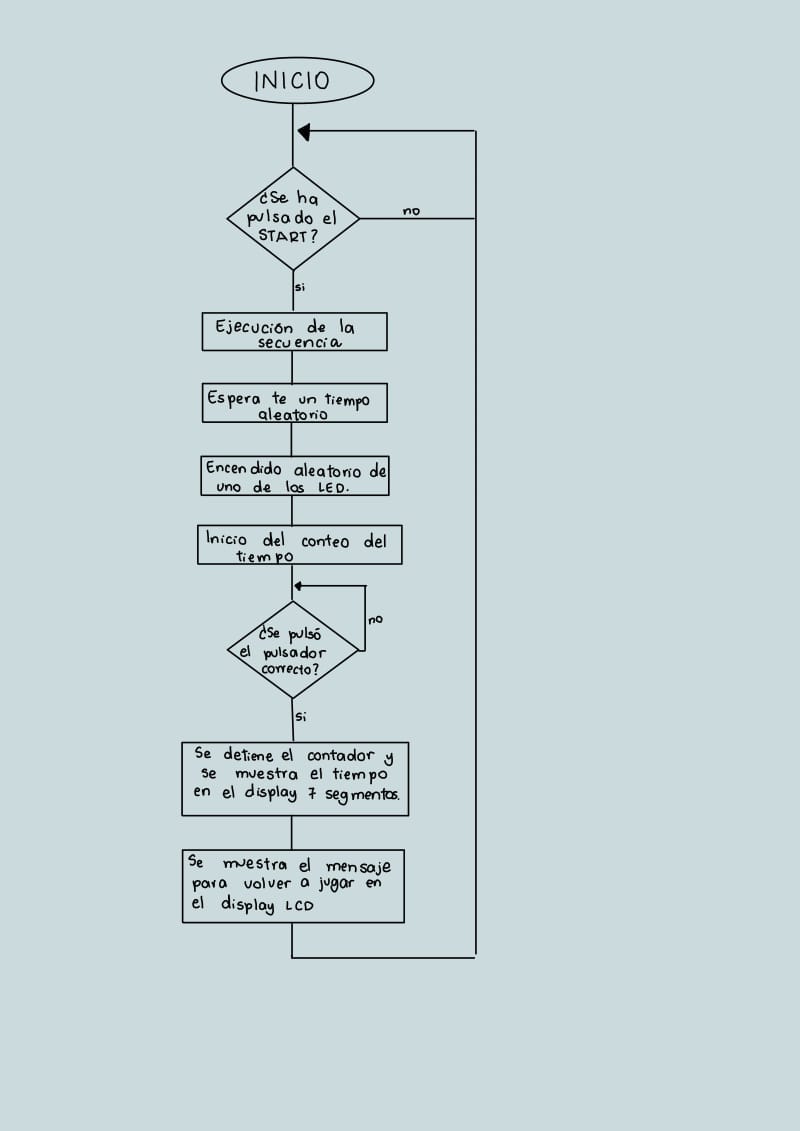 INICIO
¿Se ha
pulsado el
START?
no
si
Ejecución de la
secuencia
Espera te un tiempo
aleatorio
Encendido aleatorio de
uno de los LED.
Inicio del conteo del
tiempo
¿Se pulsó
el pulsador
correcto?
no
si
Se detiene el contador y
se muestra el tiempo
en el display 7 segmentos.
Se muestra el mensaje
para volver a jugar en
el display LCD